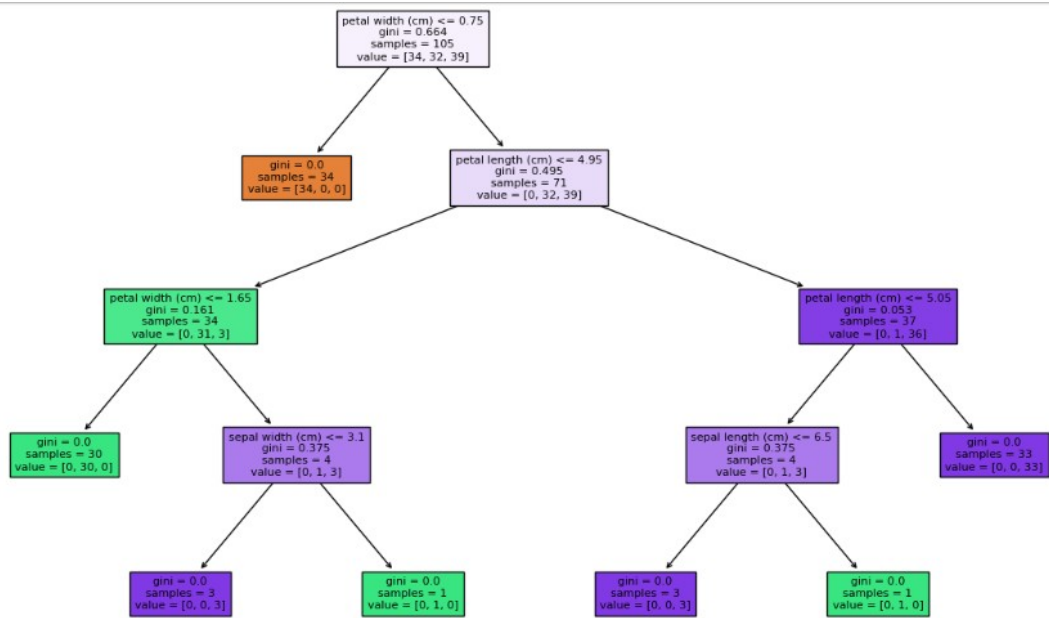 petal width (cm) <= 0.75
gini = 0.664
samples = 105
value = [34, 32, 39]
gini = 0.0
samples = 34
value = [34, 0, 0]
petal length (cm) <= 4.95
gini = 0.495
samples = 71
value = [0, 32, 39]
petal width (cm) <= 1.65
gini = 0.161
samples = 34
value = [0, 31, 3]
petal length (cm) <= 5.05
gini = 0.053
samples = 37
value = [0, 1, 36]
gini = 0.0
samples = 30
value = [0, 30, 0]
sepal width (cm) <= 3.1
gini = 0.375
samples = 4
value = [0, 1, 3]
sepal length (cm) <= 6.5
gini = 0.375
samples = 4
value = [0, 1, 3]
gini = 0.0
samples = 33
value = [0, 0, 33]
gini = 0.0
samples = 3
value = [0, 0, 3]
gini = 0.0
samples = 1
value = [0, 1, 0]
gini = 0.0
samples = 3
value = [0, 0, 3]
gini = 0.0
samples = 1
value = [0, 1, 0]